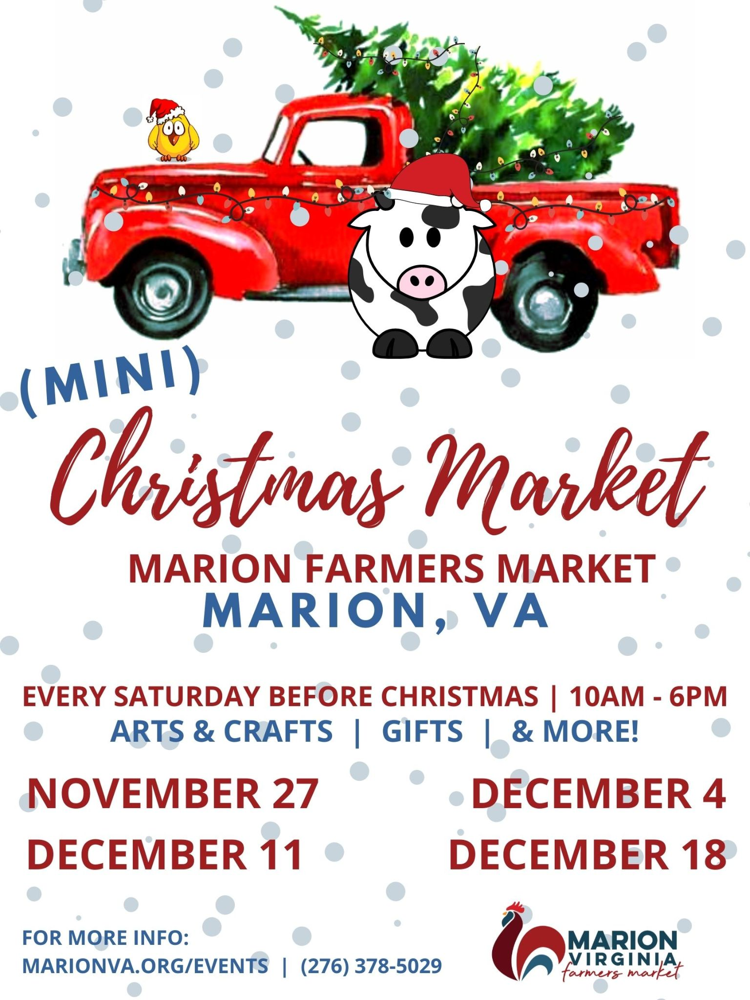 (MINI)
Christmas Market
MARION FARMERS MARKET
MARION, VA
EVERY SATURDAY BEFORE CHRISTMAS | 10AM - 6PM
ARTS & CRAFTS | GIFTS | & MORE!
NOVEMBER 27
DECEMBER 4
DECEMBER 11
DECEMBER 18
FOR MORE INFO:
MARIONVA.ORG/EVENTS | (276) 378-5029
MARION
VIRGINIA
farmers market